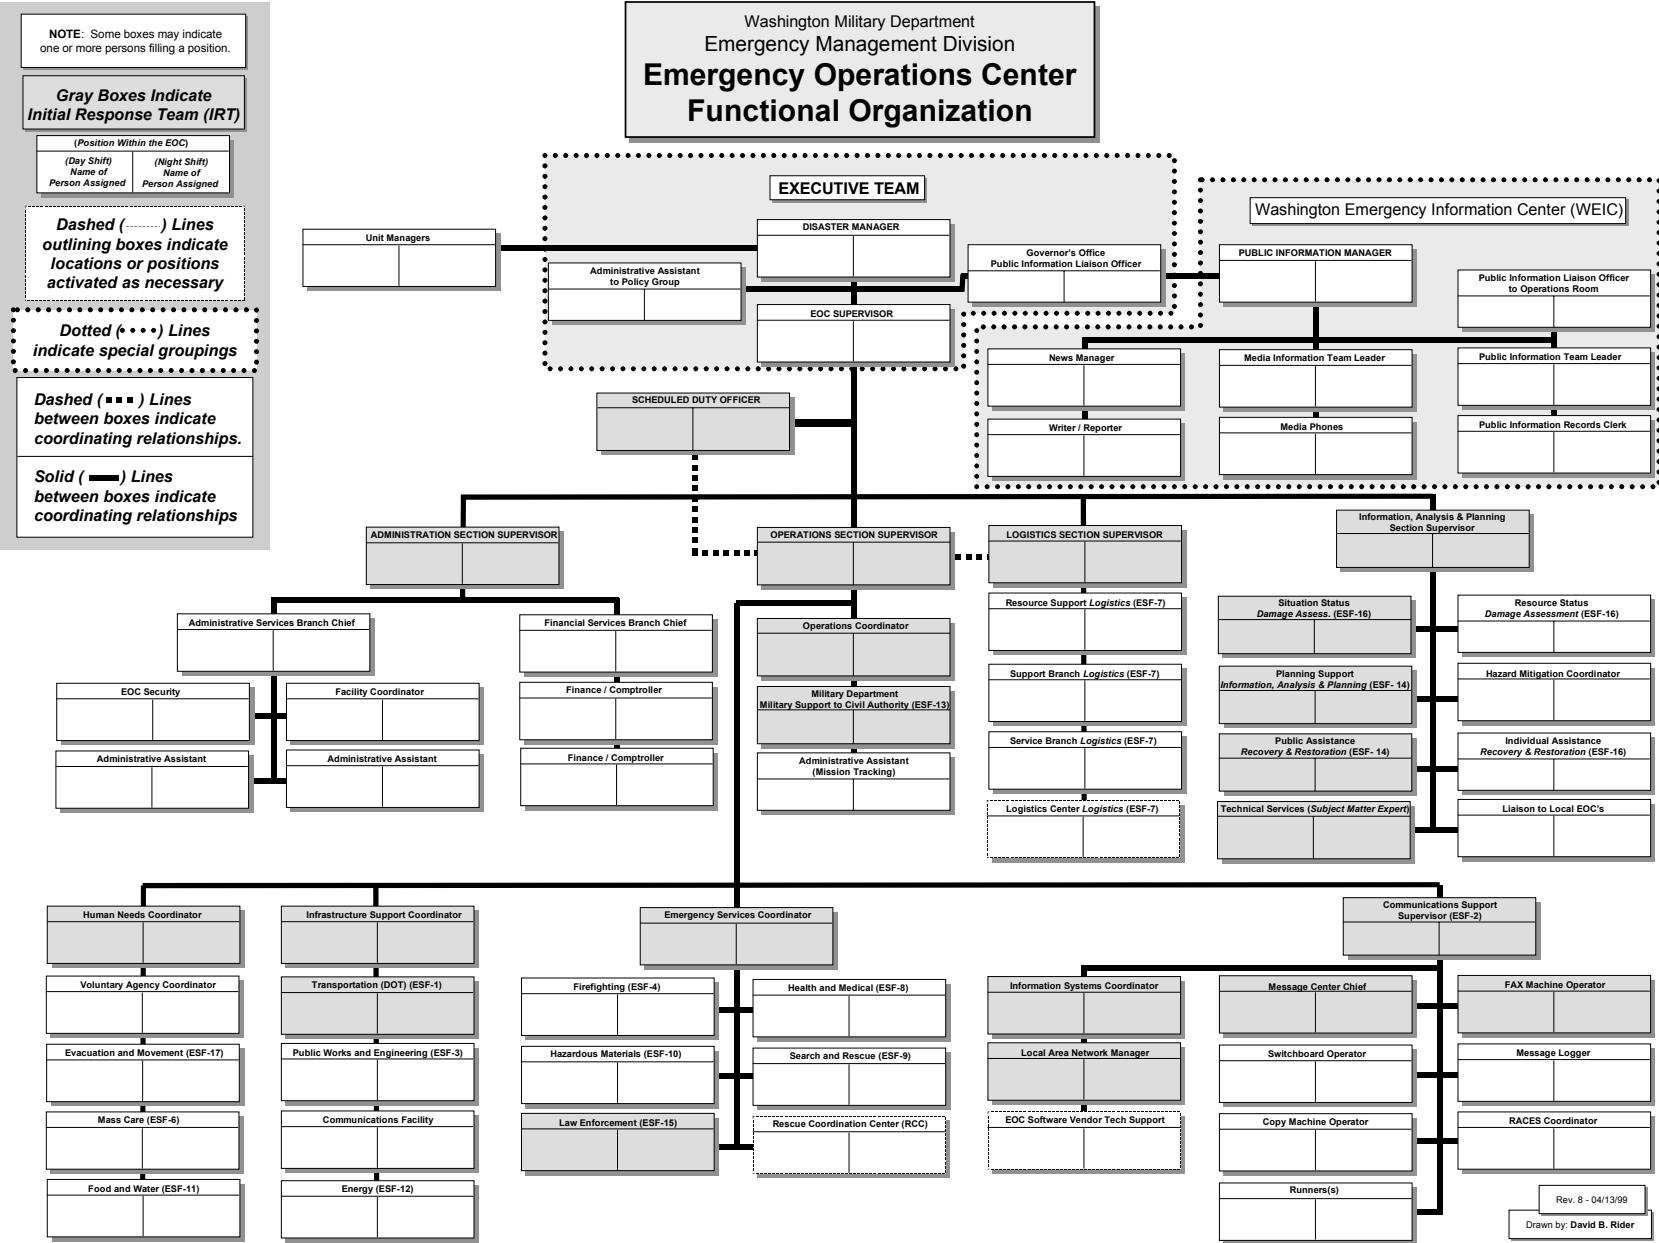 NOTE: Some boxes may indicate
one or more persons filling a position.
Gray Boxes Indicate
Initial Response Team (IRT)
(Position Within the EOC)
(Day Shift)
Name of
Person Assigned
(Night Shift)
Name of
Person Assigned
Dashed (----------) Lines
outlining boxes indicate
locations or positions
activated as necessary
Dotted (• • • •) Lines
indicate special groupings
Dashed ( ▪▪▪ ) Lines
between boxes indicate
coordinating relationships.
Solid ( ▬ ) Lines
between boxes indicate
coordinating relationships
Washington Military Department
Emergency Management Division
Emergency Operations Center
Functional Organization
EXECUTIVE TEAM
Washington Emergency Information Center (WEIC)
Unit Managers
DISASTER MANAGER
Administrative Assistant
to Policy Group
Governor's Office
Public Information Liaison Officer
EOC SUPERVISOR
PUBLIC INFORMATION MANAGER
Public Information Liaison Officer
to Operations Room
News Manager
Media Information Team Leader
Public Information Team Leader
Writer / Reporter
Media Phones
Public Information Records Clerk
SCHEDULED DUTY OFFICER
ADMINISTRATION SECTION SUPERVISOR
OPERATIONS SECTION SUPERVISOR
LOGISTICS SECTION SUPERVISOR
Information, Analysis & Planning
Section Supervisor
Administrative Services Branch Chief
Financial Services Branch Chief
EOC Security
Facility Coordinator
Finance / Comptroller
Administrative Assistant
Administrative Assistant
Finance / Comptroller
Operations Coordinator
Military Department
Military Support to Civil Authority (ESF-13)
Administrative Assistant
(Mission Tracking)
Resource Support Logistics (ESF-7)
Support Branch Logistics (ESF-7)
Service Branch Logistics (ESF-7)
Logistics Center Logistics (ESF-7)
Situation Status
Damage Assess. (ESF-16)
Resource Status
Damage Assessment (ESF-16)
Planning Support
Information, Analysis & Planning (ESF- 14)
Hazard Mitigation Coordinator
Public Assistance
Recovery & Restoration (ESF- 14)
Individual Assistance
Recovery & Restoration (ESF-16)
Technical Services (Subject Matter Expert)
Liaison to Local EOC's
Human Needs Coordinator
Voluntary Agency Coordinator
Evacuation and Movement (ESF-17)
Mass Care (ESF-6)
Food and Water (ESF-11)
Infrastructure Support Coordinator
Transportation (DOT) (ESF-1)
Public Works and Engineering (ESF-3)
Communications Facility
Energy (ESF-12)
Emergency Services Coordinator
Firefighting (ESF-4)
Health and Medical (ESF-8)
Hazardous Materials (ESF-10)
Search and Rescue (ESF-9)
Law Enforcement (ESF-15)
Rescue Coordination Center (RCC)
Communications Support
Supervisor (ESF-2)
Information Systems Coordinator
Local Area Network Manager
EOC Software Vendor Tech Support
Message Center Chief
FAX Machine Operator
Switchboard Operator
Message Logger
Copy Machine Operator
RACES Coordinator
Runners(s)
Rev. 8 - 04/13/99
Drawn by: David B. Rider